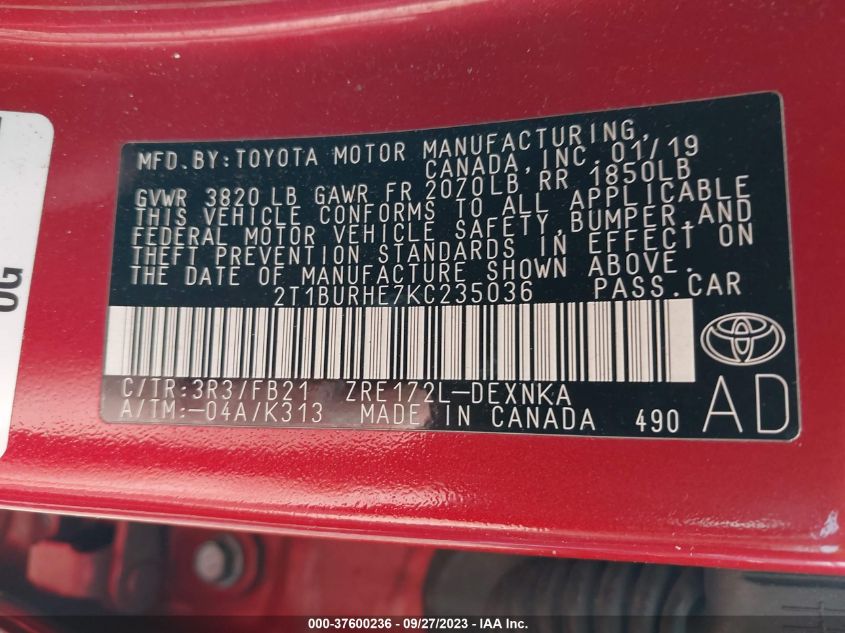 MFD. BY: TOYOTA MOTOR MANUFACTURING,
CANADA, INC. 01/19
GVWR 3820 LB GAWR FR 2070LB RR 1850LB
THIS VEHICLE CONFORMS TO ALL APPLICABLE
FEDERAL MOTOR VEHICLE SAFETY, BUMPER, AND
THEFT PREVENTION STANDARDS IN EFFECT ON
THE DATE OF MANUFACTURE SHOWN ABOVE.
2T1BURHE7KC235036 PASS. CAR
C/TR: 3R3/FB21 ZRE172L-DEXNKA
A/TM: -04A/K313 MADE IN CANADA 490
AD
000-37600236 - 09/27/2023 - IAA Inc.